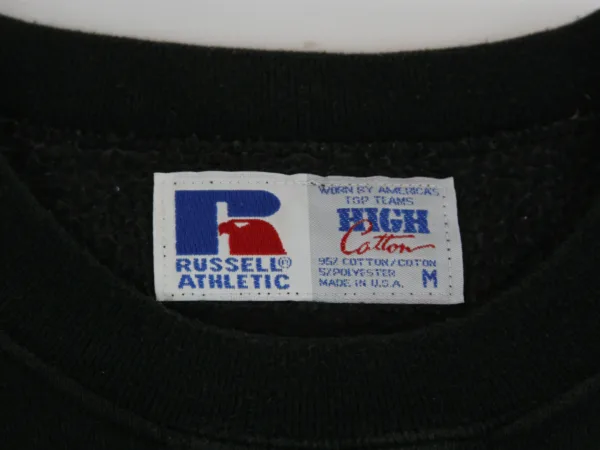 RUSSELL®
ATHLETIC
WORN BY AMERICA'S
TOP TEAMS
HIGH
Cotton
95% COTTON/COTON
5/POLYESTER
MADE IN U.S.A. M